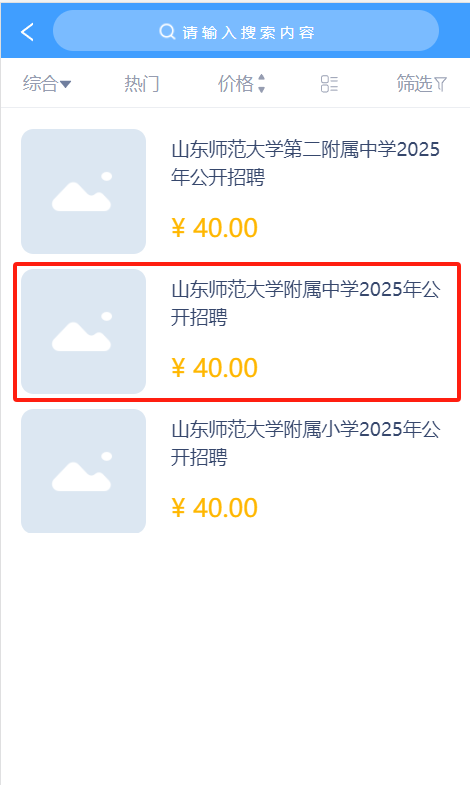 请输入搜索内容
综合 热门 价格 筛选
山东师范大学第二附属中学2025
年公开招聘
¥ 40.00
山东师范大学附属中学2025年公
开招聘
¥ 40.00
山东师范大学附属小学2025年公
开招聘
¥ 40.00